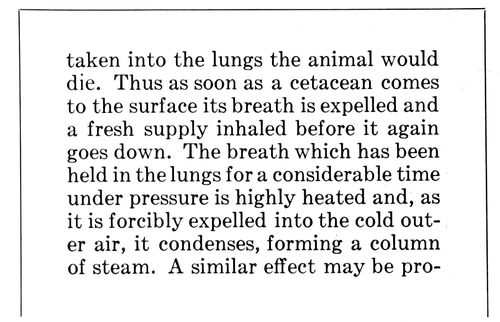 taken into the lungs the animal would
die. Thus as soon as a cetacean comes
to the surface its breath is expelled and
a fresh supply inhaled before it again
goes down. The breath which has been
held in the lungs for a considerable time
under pressure is highly heated and, as
it is forcibly expelled into the cold out-
er air, it condenses, forming a column
of steam. A similar effect may be pro-